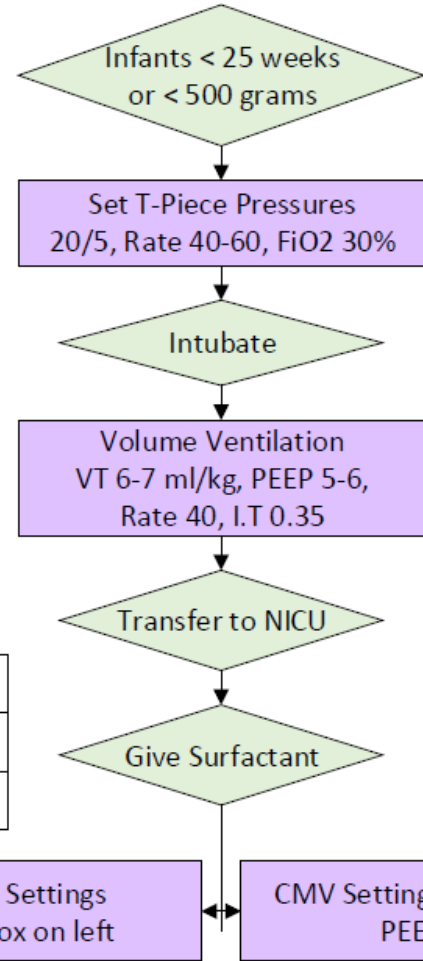 Infants < 25 weeks
or < 500 grams
Set T-Piece Pressures
20/5, Rate 40-60, FiO2 30%
Intubate
Volume Ventilation
VT 6-7 ml/kg, PEEP 5-6,
Rate 40, I.T 0.35
Transfer to NICU
Give Surfactant
Settings
ox on left
CMV Setting
PEE